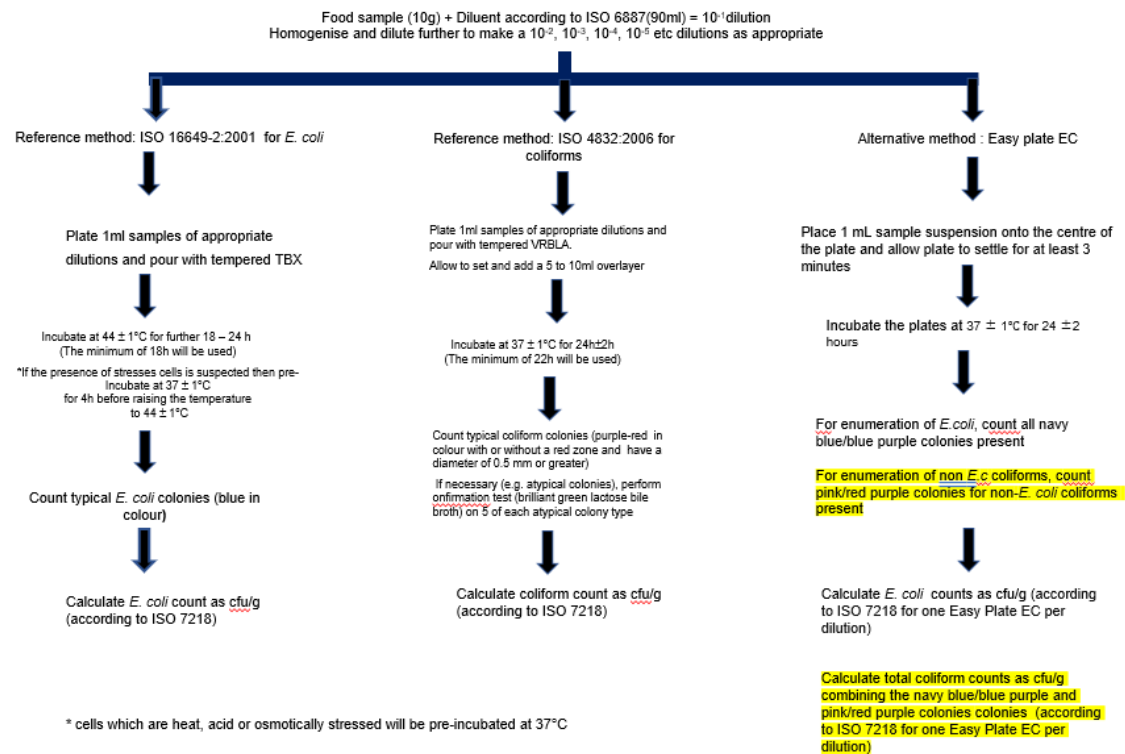 Food sample (10g) + Diluent according to ISO 6887(90ml) = 10⁻¹dilution
Homogenise and dilute further to make a 10⁻², 10⁻³, 10⁻⁴, 10⁻⁵ etc dilutions as appropriate
Reference method: ISO 16649-2:2001 for E. coli
Plate 1ml samples of appropriate
dilutions and pour with tempered TBX
Incubate at 44 ± 1°C for further 18 – 24 h
(The minimum of 18h will be used)
*If the presence of stresses cells is suspected then pre-
Incubate at 37 ± 1°C
for 4h before raising the temperature
to 44 ± 1°C
Count typical E. coli colonies (blue in
colour)
Calculate E. coli count as cfu/g
(according to ISO 7218)
* cells which are heat, acid or osmotically stressed will be pre-incubated at 37°C
Reference method: ISO 4832:2006 for
coliforms
Plate 1ml samples of appropriate dilutions and
pour with tempered VRBLA.
Allow to set and add a 5 to 10ml overlayer
Incubate at 37 ± 1°C for 24h±2h
(The minimum of 22h will be used)
Count typical coliform colonies (purple-red in
colour with or without a red zone and have a
diameter of 0.5 mm or greater)
If necessary (e.g. atypical colonies), perform
onfirmation test (brilliant green lactose bile
broth) on 5 of each atypical colony type
Calculate coliform count as cfu/g
(according to ISO 7218)
Alternative method : Easy plate EC
Place 1 mL sample suspension onto the centre of
the plate and allow plate to settle for at least 3
minutes
Incubate the plates at 37 ± 1°C for 24 ±2
hours
For enumeration of E.coli, count all navy
blue/blue purple colonies present
For enumeration of non E.c coliforms, count
pink/red purple colonies for non-E. coli coliforms
present
Calculate E. coli counts as cfu/g (according
to ISO 7218 for one Easy Plate EC per
dilution)
Calculate total coliform counts as cfu/g
combining the navy blue/blue purple and
pink/red purple colonies colonies (according
to ISO 7218 for one Easy Plate EC per
dilution)